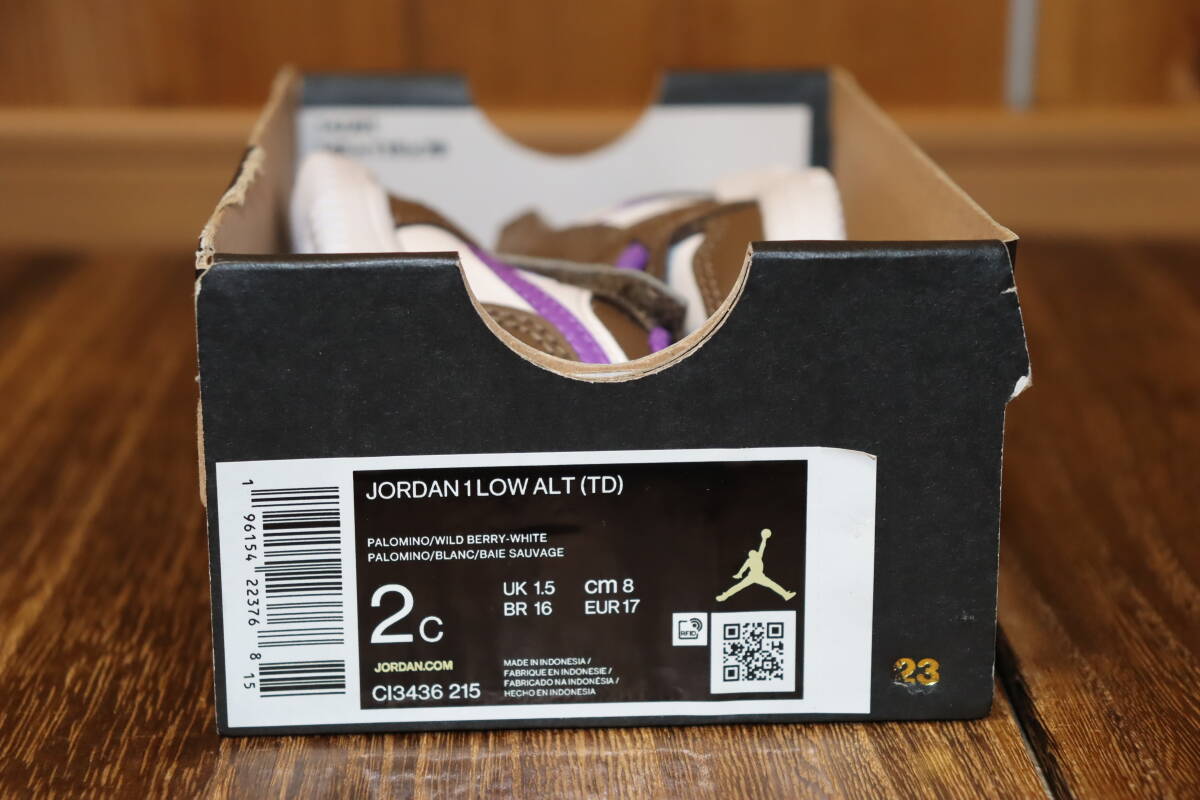 JORDAN 1 LOW ALT (TD)
PALOMINO/WILD BERRY-WHITE
PALOMINO/BLANC/BAIE SAUVAGE
2C
UK 1.5 cm 8
BR 16 EUR 17
JORDAN.COM
CI3436 215
MADE IN INDONESIA /
FABRIQUE EN INDONESIE /
FABRICADO NA INDONÉSIA /
HECHO EN INDONESIA
RFID
1 96154 22376 8 15
23